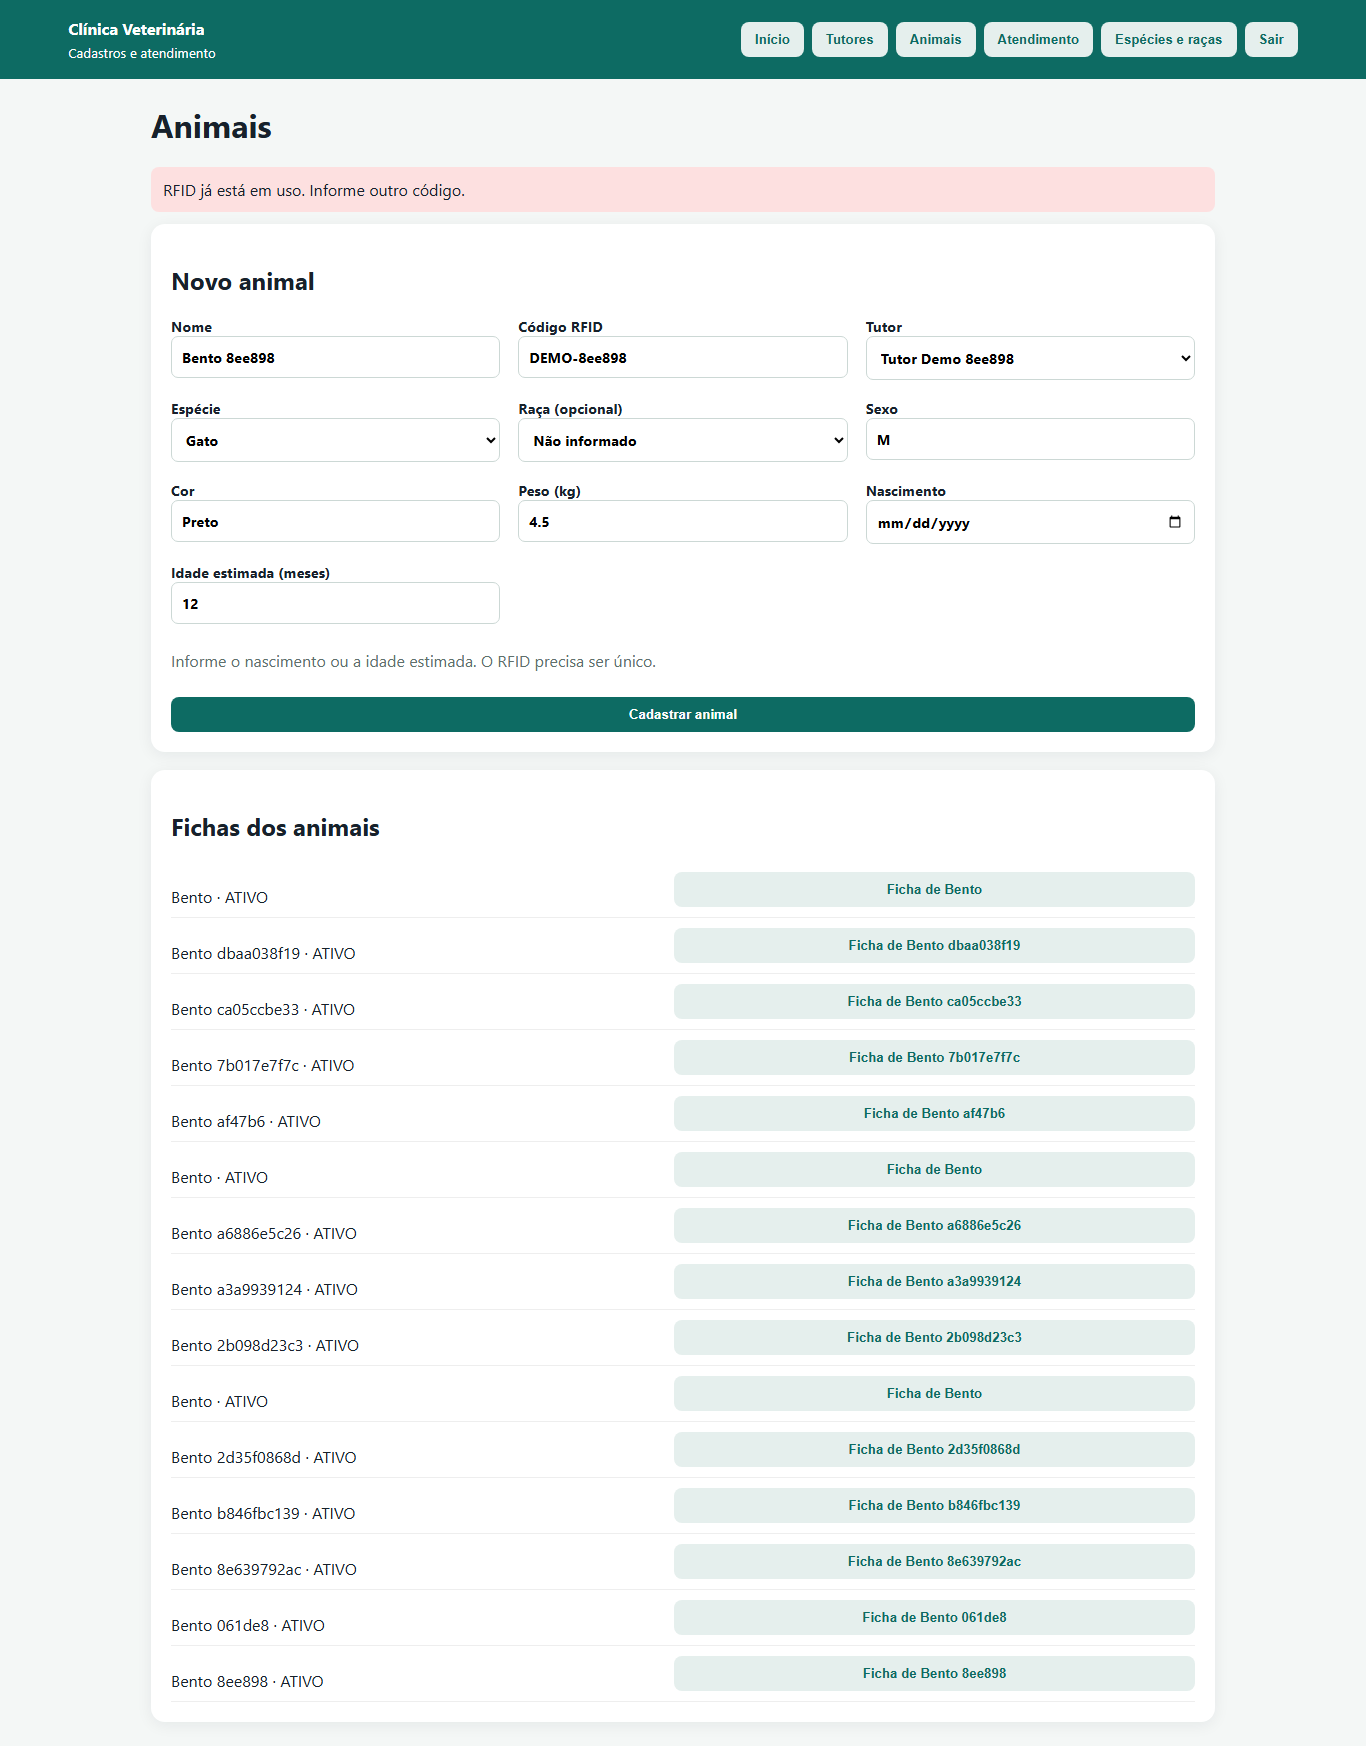 Clínica Veterinária
Cadastros e atendimento
Início
Tutores
Animais
Atendimento
Espécies e raças
Sair
Animais
RFID já está em uso. Informe outro código.
Novo animal
Nome
Código RFID
Tutor
Bento 8ee898
DEMO-8ee898
Tutor Demo 8ee898
Espécie
Raça (opcional)
Sexo
Gato
Não informado
M
Cor
Peso (kg)
Nascimento
Preto
4.5
mm/dd/yyyy
Idade estimada (meses)
12
Informe o nascimento ou a idade estimada. O RFID precisa ser único.
Cadastrar animal
Fichas dos animais
Bento · ATIVO
Ficha de Bento
Bento dbaa038f19 · ATIVO
Ficha de Bento dbaa038f19
Bento ca05ccbe33 · ATIVO
Ficha de Bento ca05ccbe33
Bento 7b017e7f7c · ATIVO
Ficha de Bento 7b017e7f7c
Bento af47b6 · ATIVO
Ficha de Bento af47b6
Bento · ATIVO
Ficha de Bento
Bento a6886e5c26 · ATIVO
Ficha de Bento a6886e5c26
Bento a3a9939124 · ATIVO
Ficha de Bento a3a9939124
Bento 2b098d23c3 · ATIVO
Ficha de Bento 2b098d23c3
Bento · ATIVO
Ficha de Bento
Bento 2d35f0868d · ATIVO
Ficha de Bento 2d35f0868d
Bento b846fbc139 · ATIVO
Ficha de Bento b846fbc139
Bento 8e639792ac · ATIVO
Ficha de Bento 8e639792ac
Bento 061de8 · ATIVO
Ficha de Bento 061de8
Bento 8ee898 · ATIVO
Ficha de Bento 8ee898